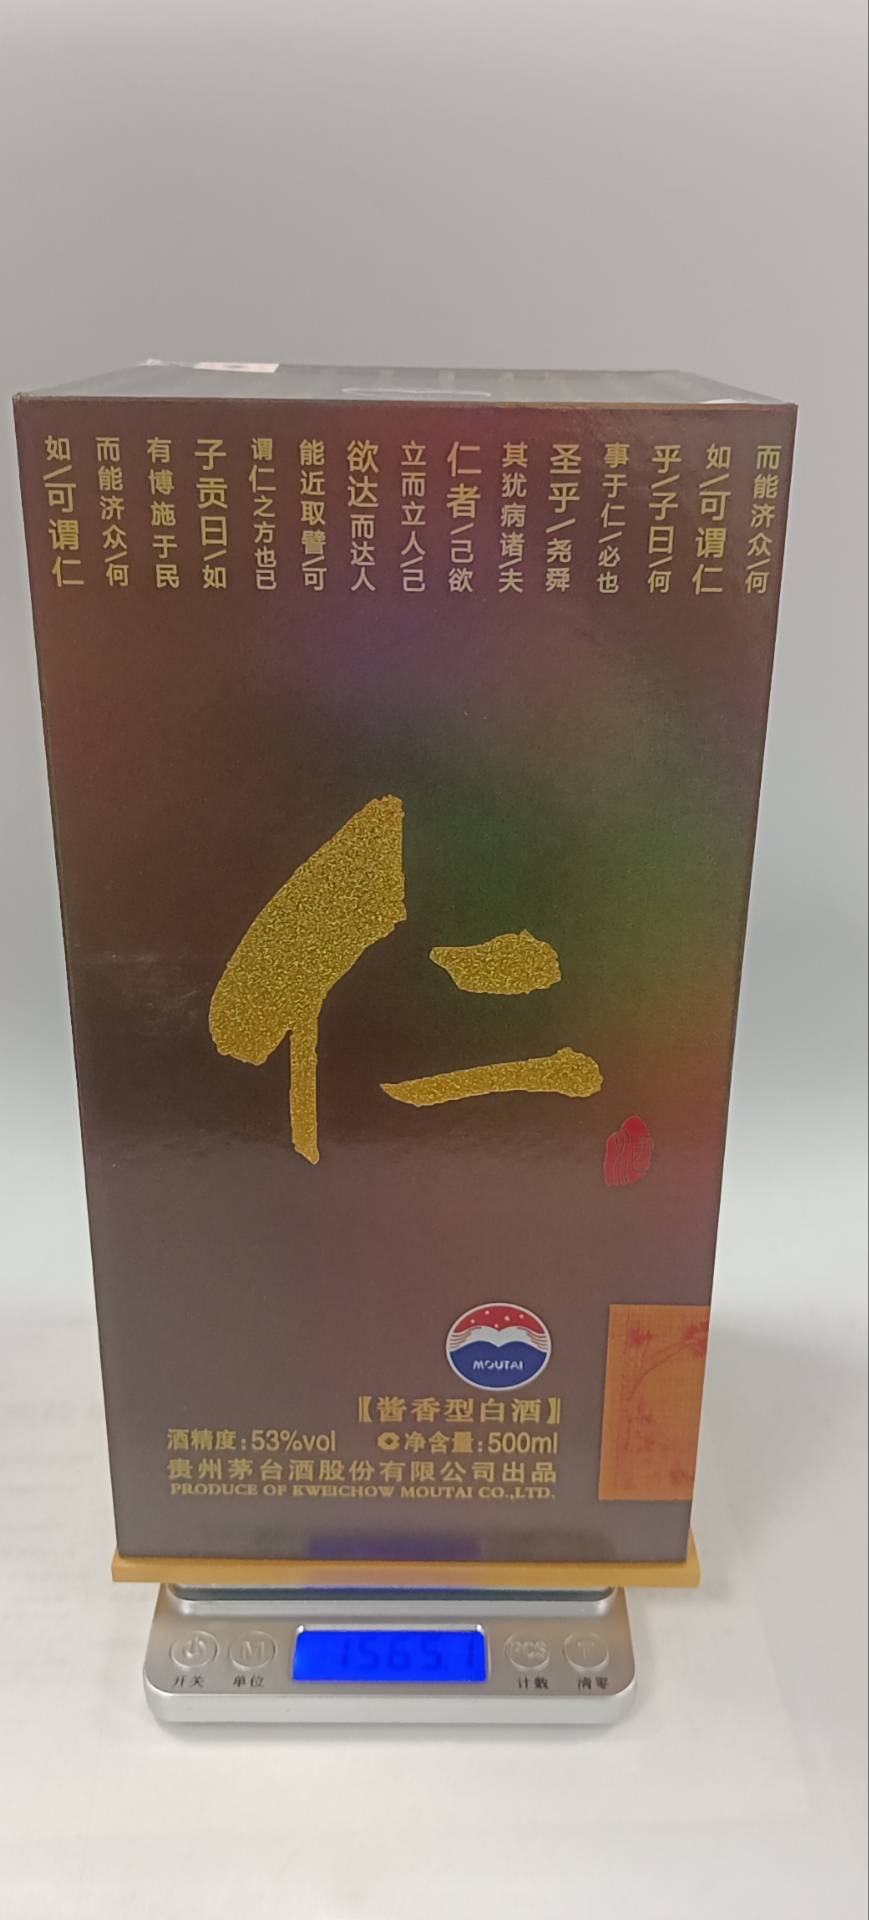 而能济众\何
如\可谓仁
乎/子曰\何
事于仁\必也
圣乎/尧舜
其犹病诸/夫
仁者\己欲
立而立人\己
欲达而达人
能近取譬\可
谓仁之方也已
子贡曰\如
有博施于民
而能济众\何
如\可谓仁
仁
酒
MOUTAI
【酱香型白酒】
酒精度:53%vol 净含量:500ml
贵州茅台酒股份有限公司出品
PRODUCE OF KWEICHOW MOUTAI CO.,LTD.
M 1565.1 PCS T
开关 单位 计数 清零